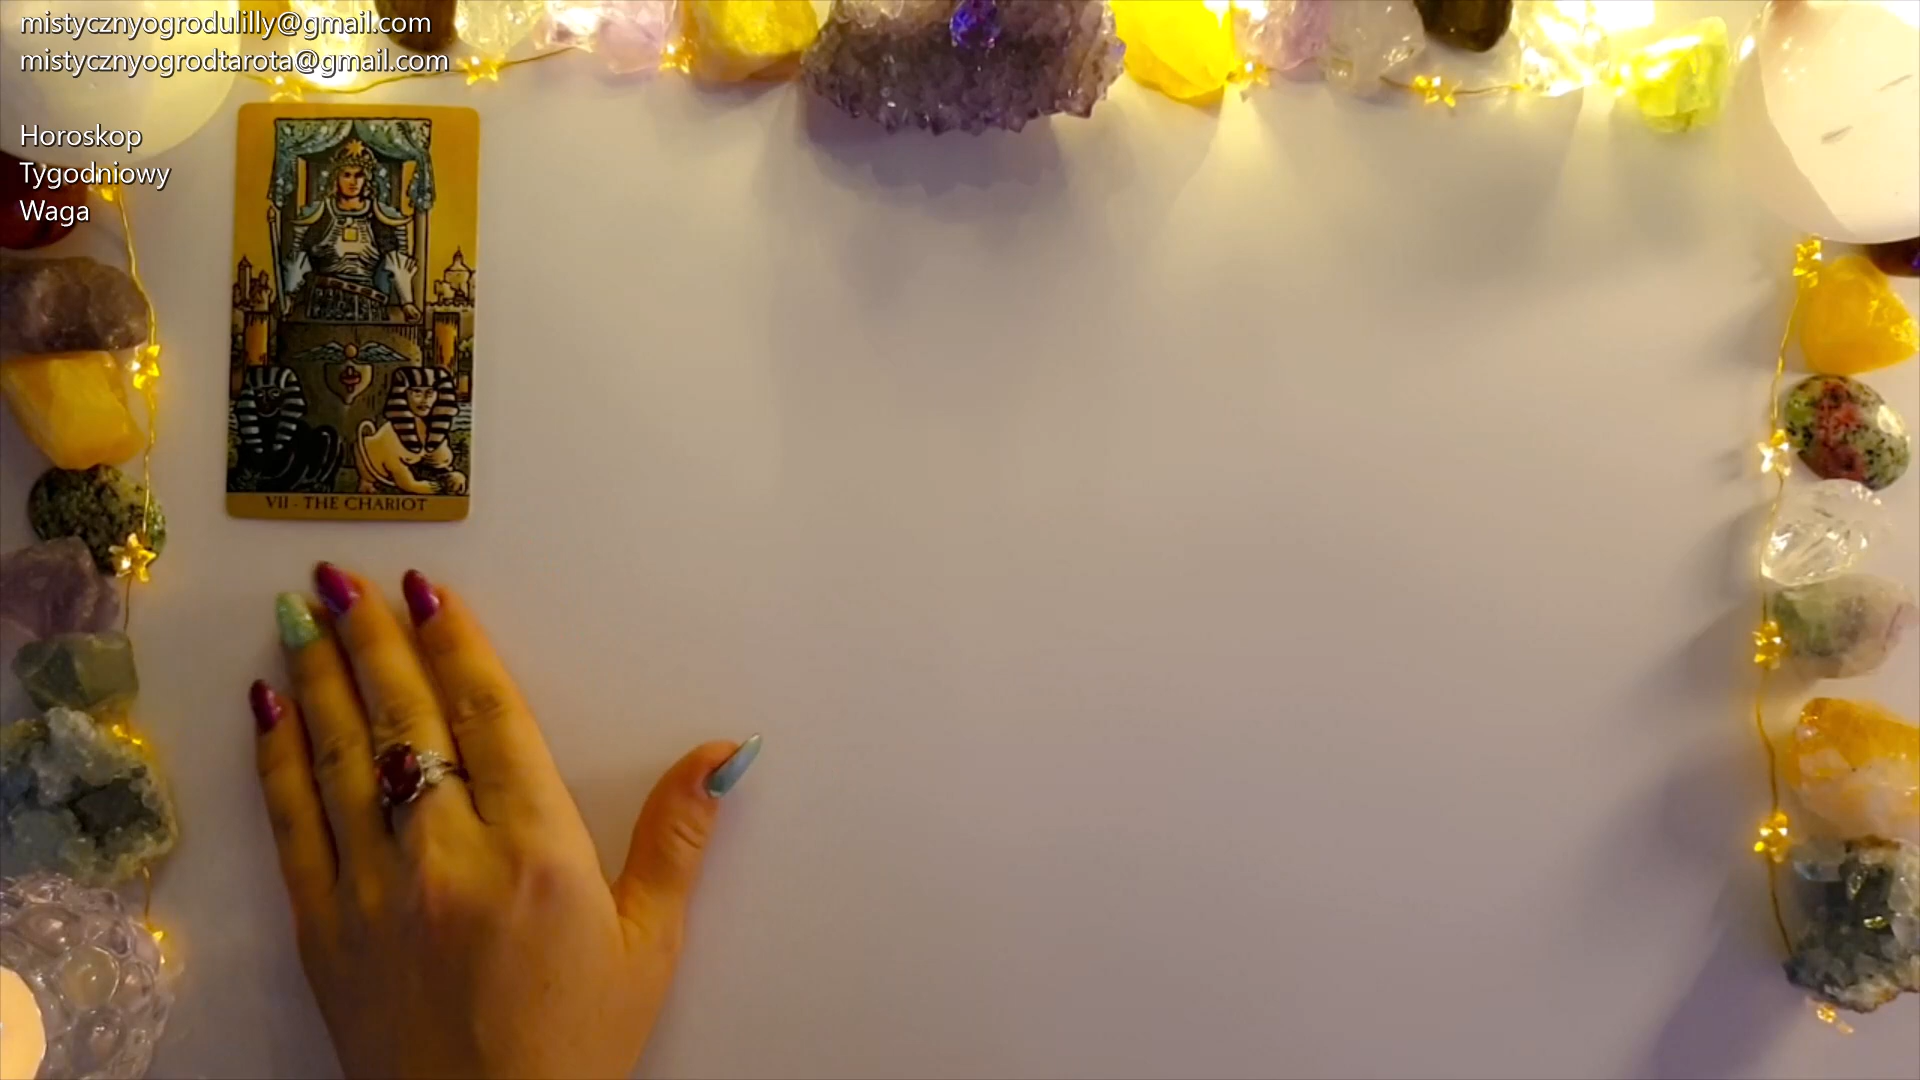 mistycznyogrodulilly@gmail.com
mistycznyogrodtarota@gmail.com
Horoskop
Tygodniowy
Waga
VII - THE CHARIOT